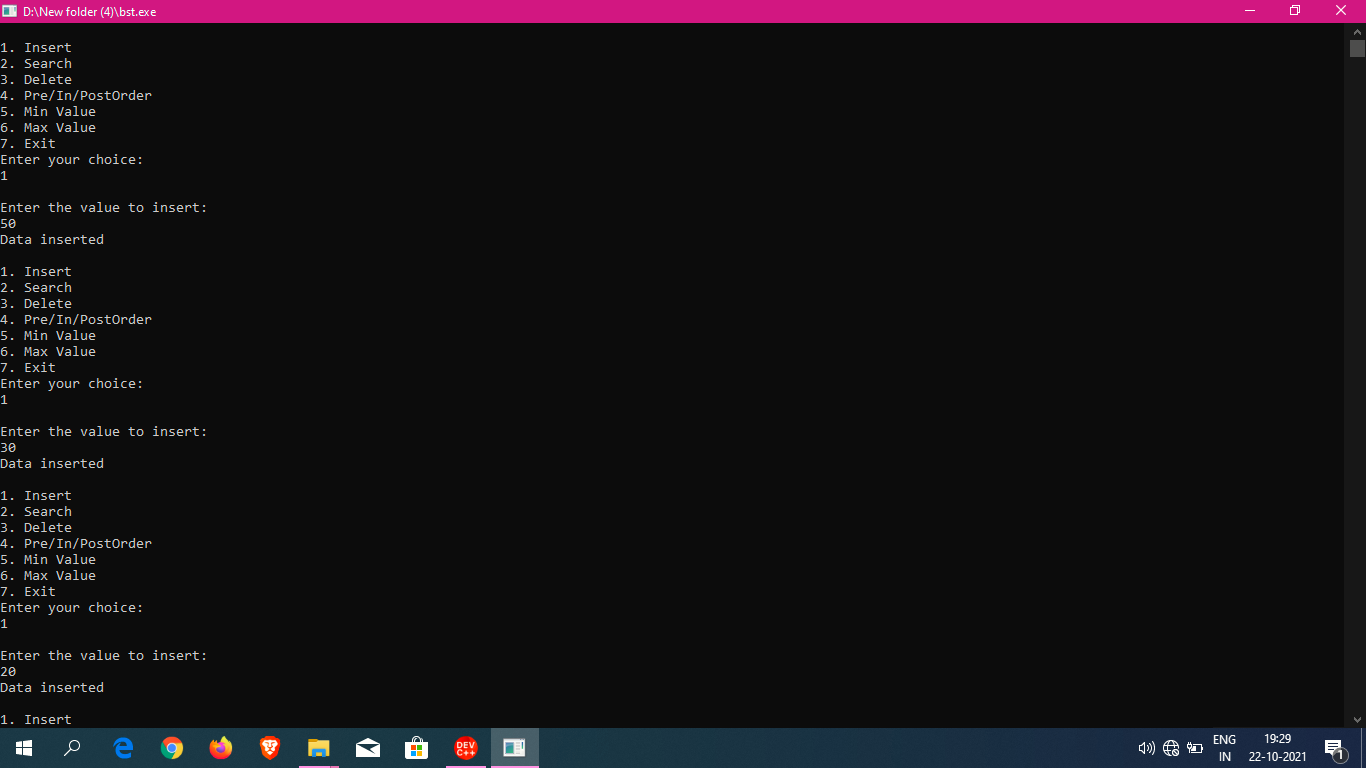 D:\New folder (4)\bst.exe
1. Insert
2. Search
3. Delete
4. Pre/In/PostOrder
5. Min Value
6. Max Value
7. Exit
Enter your choice:
1
Enter the value to insert:
50
Data inserted
1. Insert
2. Search
3. Delete
4. Pre/In/PostOrder
5. Min Value
6. Max Value
7. Exit
Enter your choice:
1
Enter the value to insert:
30
Data inserted
1. Insert
2. Search
3. Delete
4. Pre/In/PostOrder
5. Min Value
6. Max Value
7. Exit
Enter your choice:
1
Enter the value to insert:
20
Data inserted
1. Insert
DEV
C++
ENG
IN
19:29
22-10-2021
1